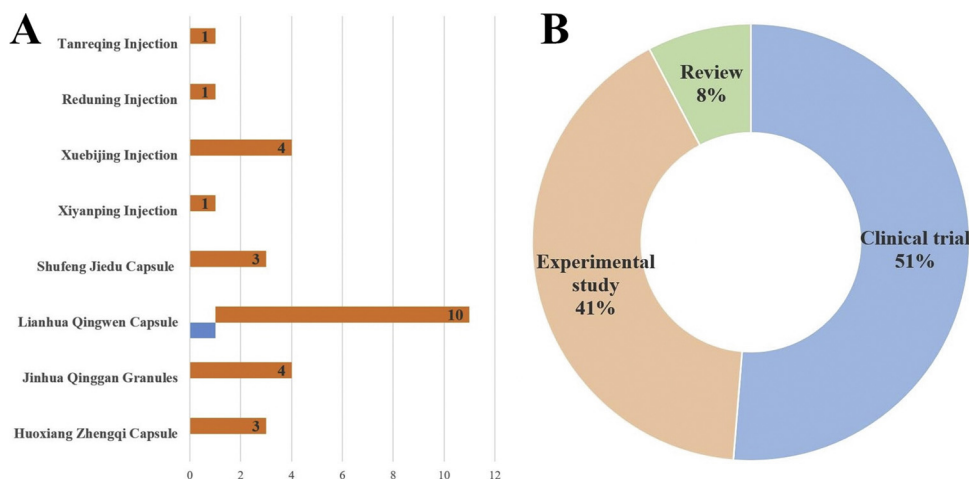 A
Tanreqing Injection
1
Reduning Injection
1
Xuebijing Injection
4
Xiyanping Injection
1
Shufeng Jiedu Capsule
3
Lianhua Qingwen Capsule
10
Jinhua Qinggan Granules
4
Huoxiang Zhengqi Capsule
3
0 2 4 6 8 10 12
B
Review
8%
Clinical trial
51%
Experimental
study
41%